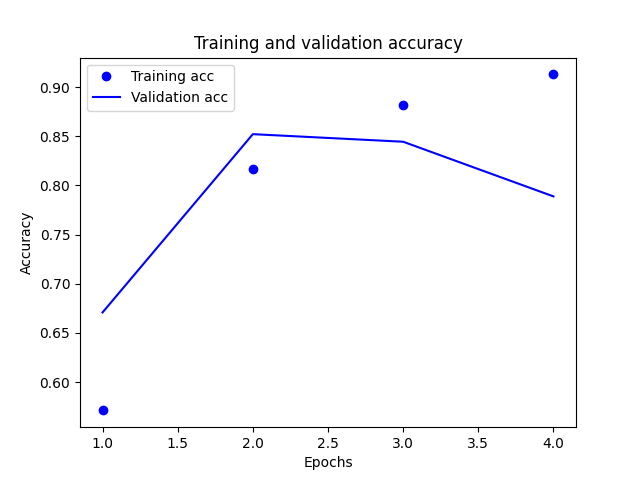 Training and validation accuracy
Training acc
Validation acc
Accuracy
0.90
0.85
0.80
0.75
0.70
0.65
0.60
1.0 1.5 2.0 2.5 3.0 3.5 4.0
Epochs